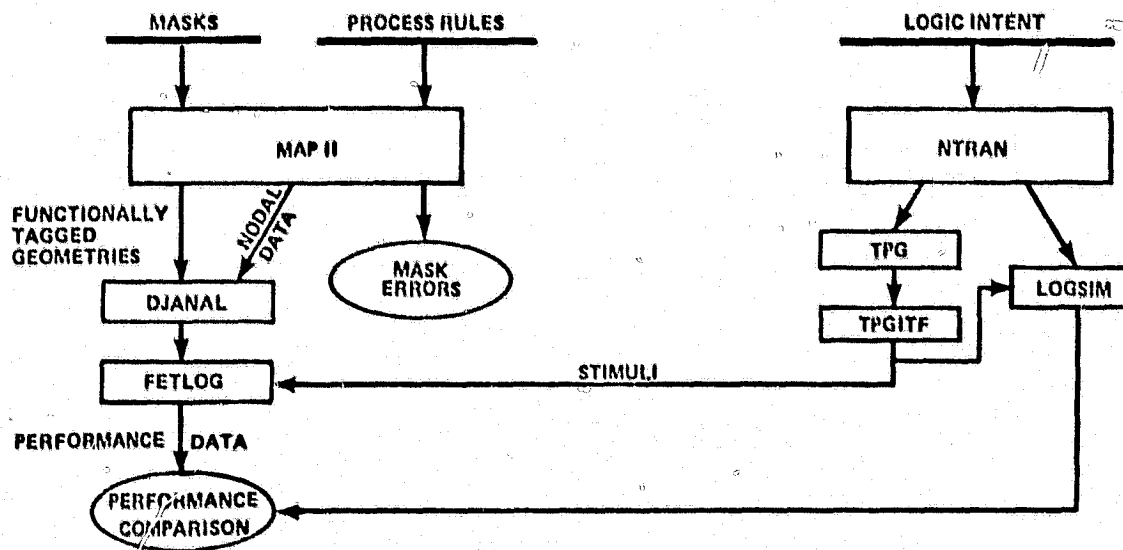 MASKS
PROCESS RULES
LOGIC INTENT
MAP II
NTRAN
FUNCTIONALLY
TAGGED
GEOMETRIES
NODAL
DATA
MASK
ERRORS
TPG
DJANAL
LOGSIM
TPGITF
FETLOG
STIMULI
PERFORMANCE DATA
PERFORMANCE
COMPARISON